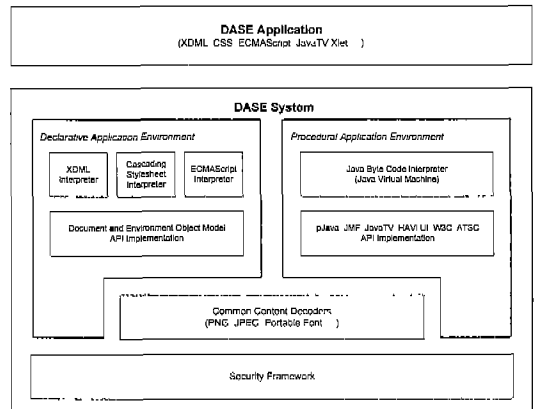 DASE Application
(XDML CSS ECMAScript JavaTV Xlet )
DASE System
Declarative Application Environment
XDML
Interpreter
Cascading
Stylesheet
Interpreter
ECMAScript
Interpreter
Document and Environment Object Model
API Implementation
Procedural Application Environment
Java Byte Code Interpreter
(Java Virtual Machine)
pJava JMF JavaTV HAVi UI W3C ATSC
API Implementation
Common Content Decoders
(PNG JPEG Portable Font )
Security Framework